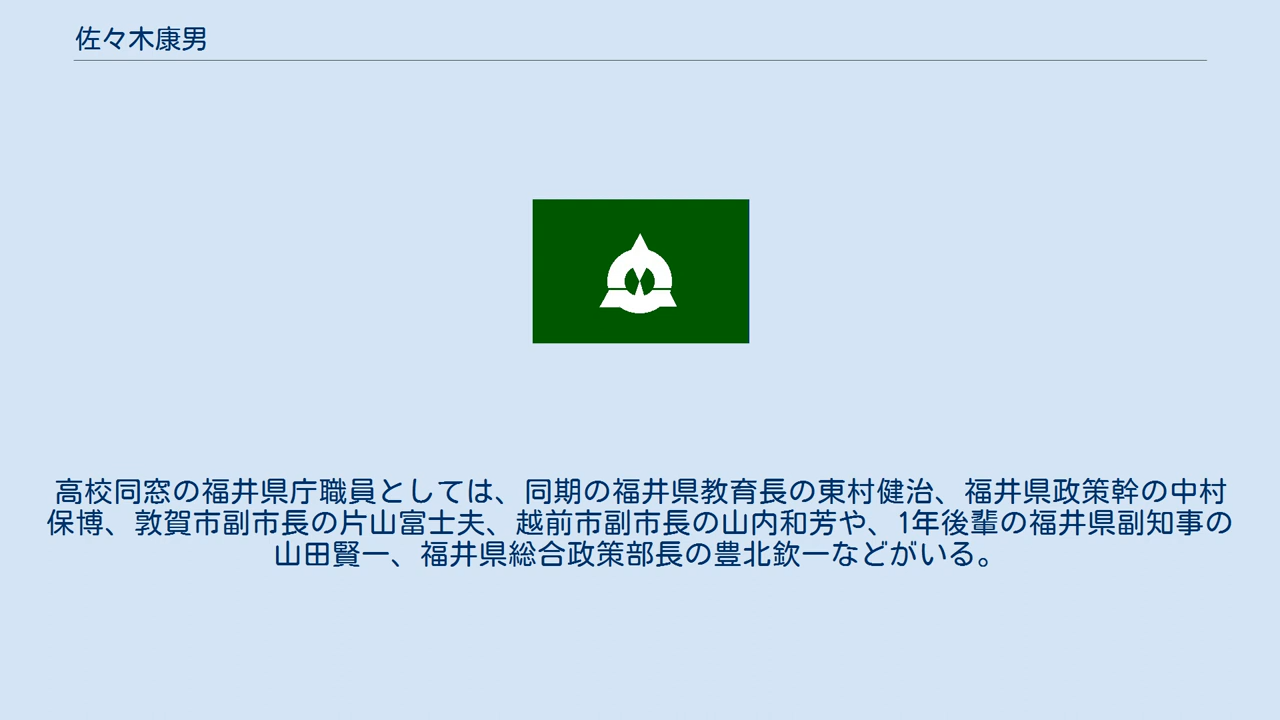 佐々木康男
高校同窓の福井県庁職員としては、同期の福井県教育長の東村健治、福井県政策幹の中村
保博、敦賀市副市長の片山富士夫、越前市副市長の山内和芳や、1年後輩の福井県副知事の
山田賢一、福井県総合政策部長の豊北欽一などがいる。